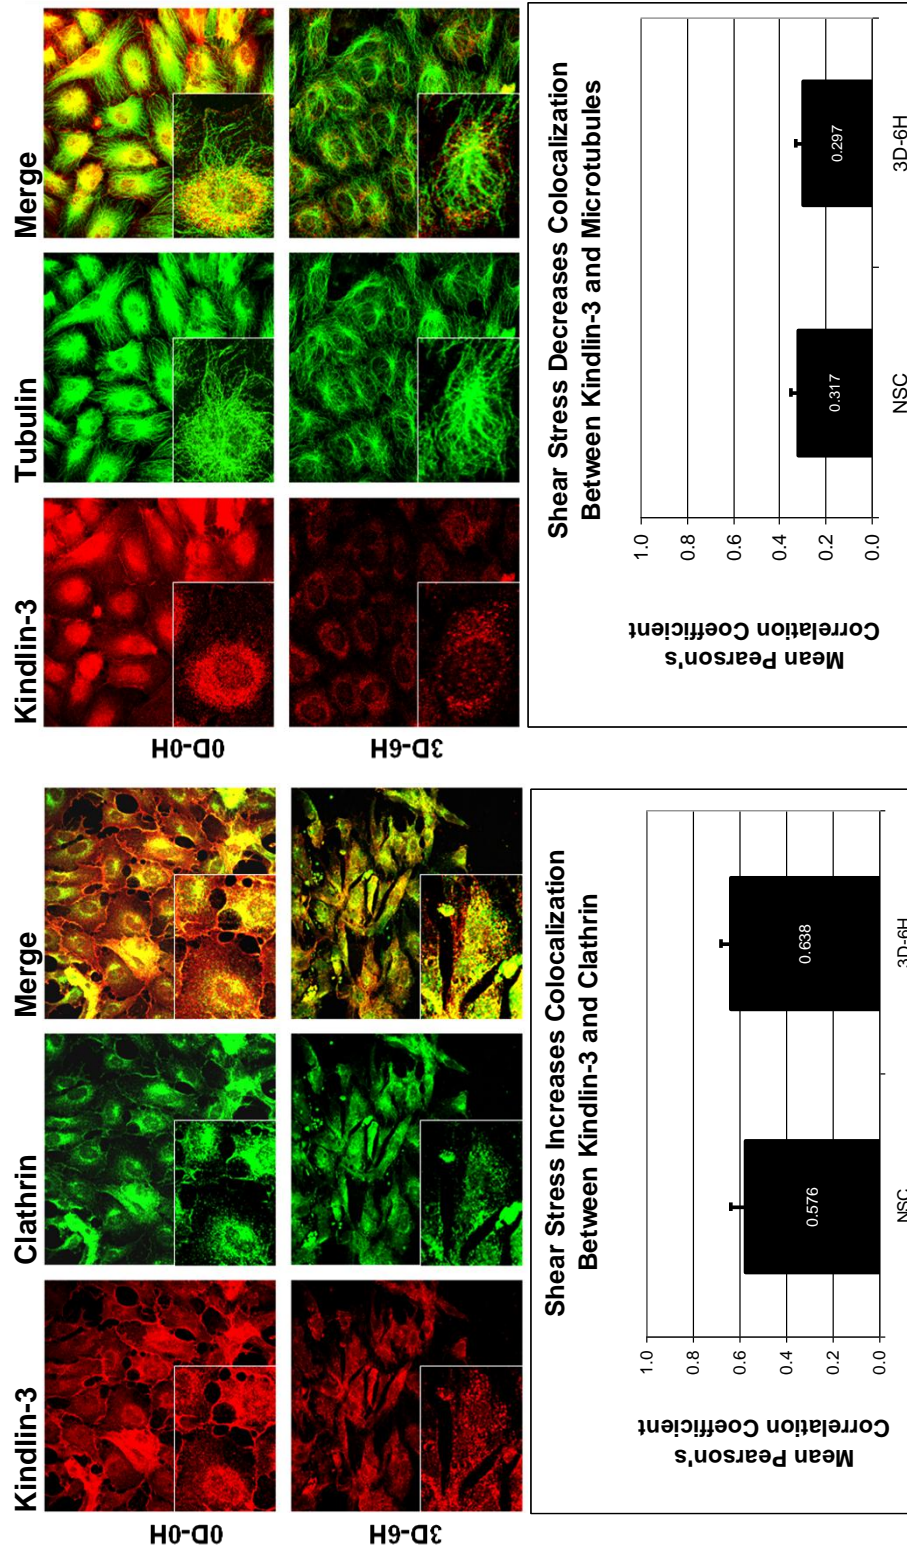 Kindlin-3
Clathrin
Merge
0D-0H
3D-6H
Shear Stress Increases Colocalization
Between Kindlin-3 and Clathrin
Mean Pearson's
Correlation Coefficient
1.0
0.8
0.6
0.4
0.2
0.0
0.576
0.638
NSC
3D-6H
Kindlin-3
Tubulin
Merge
0D-0H
3D-6H
Shear Stress Decreases Colocalization
Between Kindlin-3 and Microtubules
Mean Pearson's
Correlation Coefficient
1.0
0.8
0.6
0.4
0.2
0.0
0.317
0.297
NSC
3D-6H